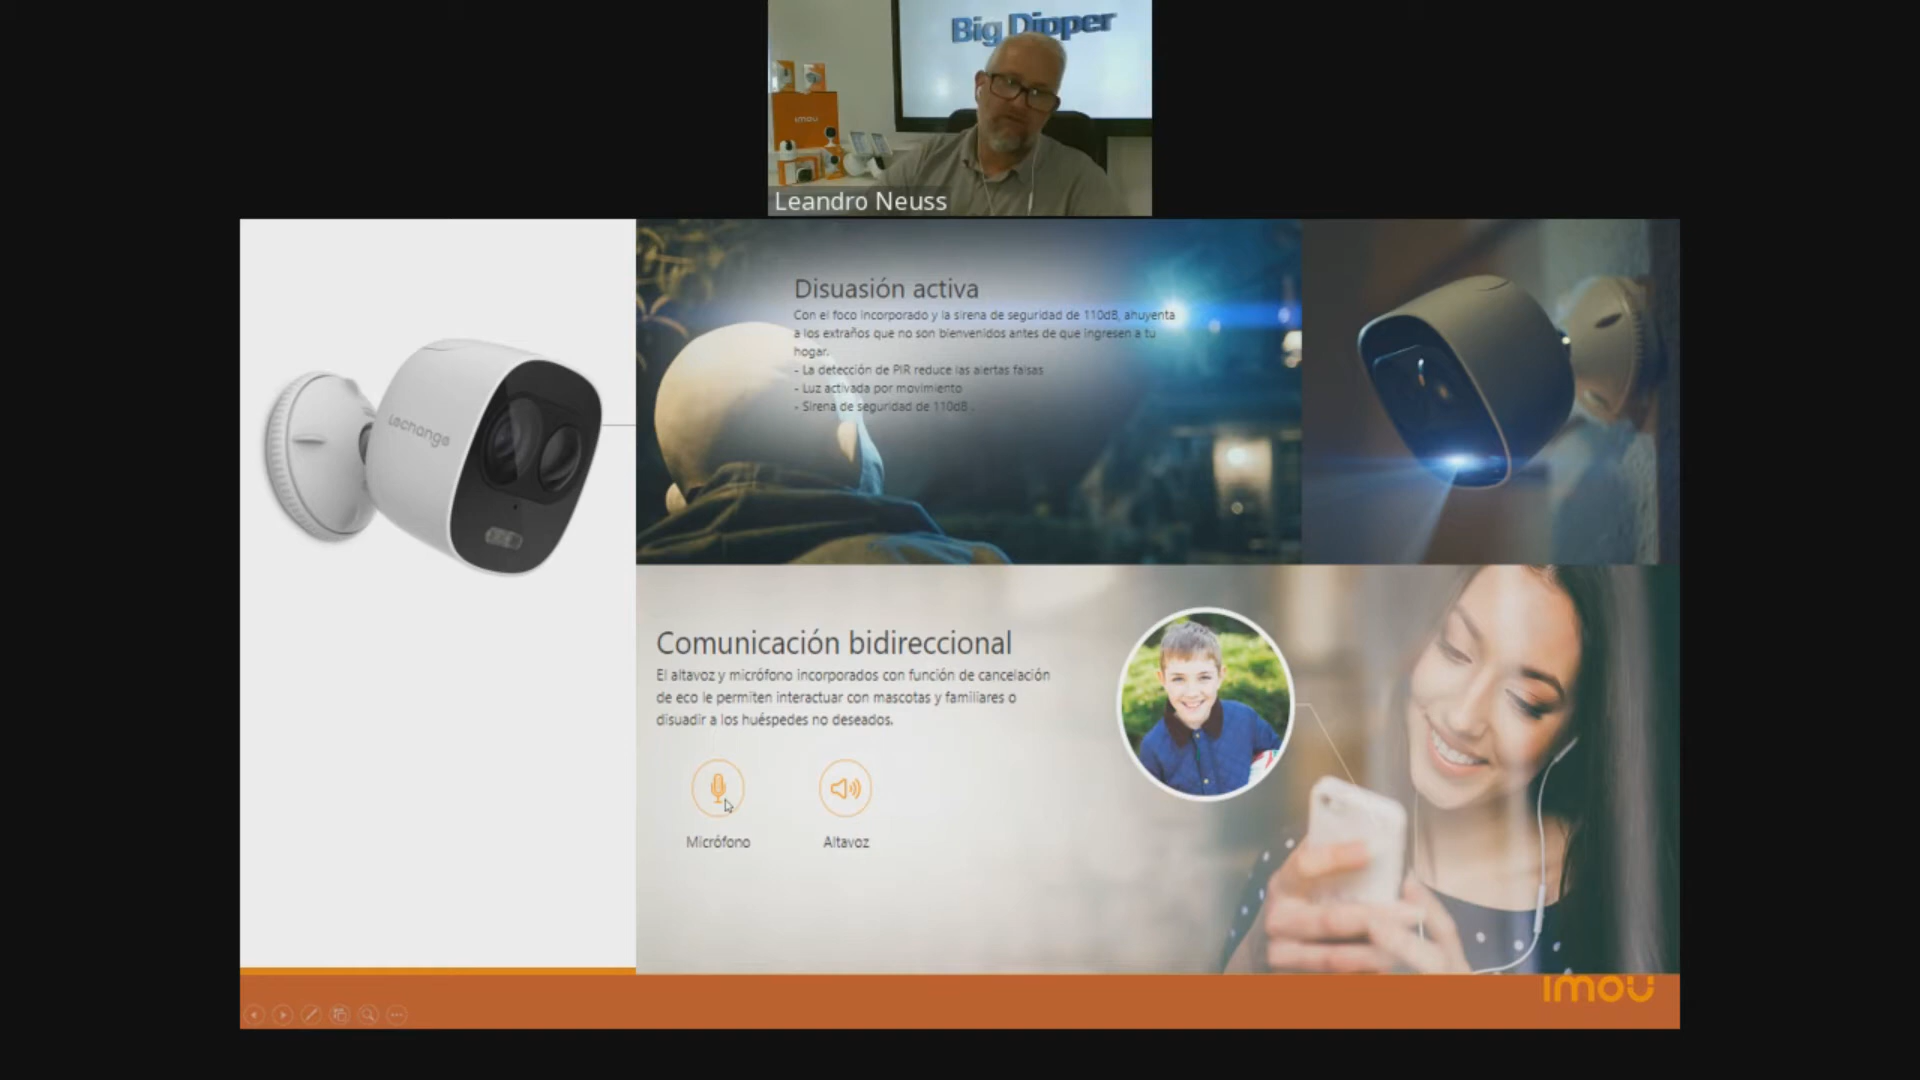 Big Dipper
imou
Leandro Neuss
Lechange
Disuasión activa
Con el foco incorporado y la sirena de seguridad de 110dB, ahuyenta
a los extraños que no son bienvenidos antes de que ingresen a tu
hogar.
- La detección de PIR reduce las alertas falsas
- Luz activada por movimiento
- Sirena de seguridad de 110dB .
Comunicación bidireccional
El altavoz y micrófono incorporados con función de cancelación
de eco le permiten interactuar con mascotas y familiares o
disuadir a los huéspedes no deseados.
Micrófono
Altavoz
imou